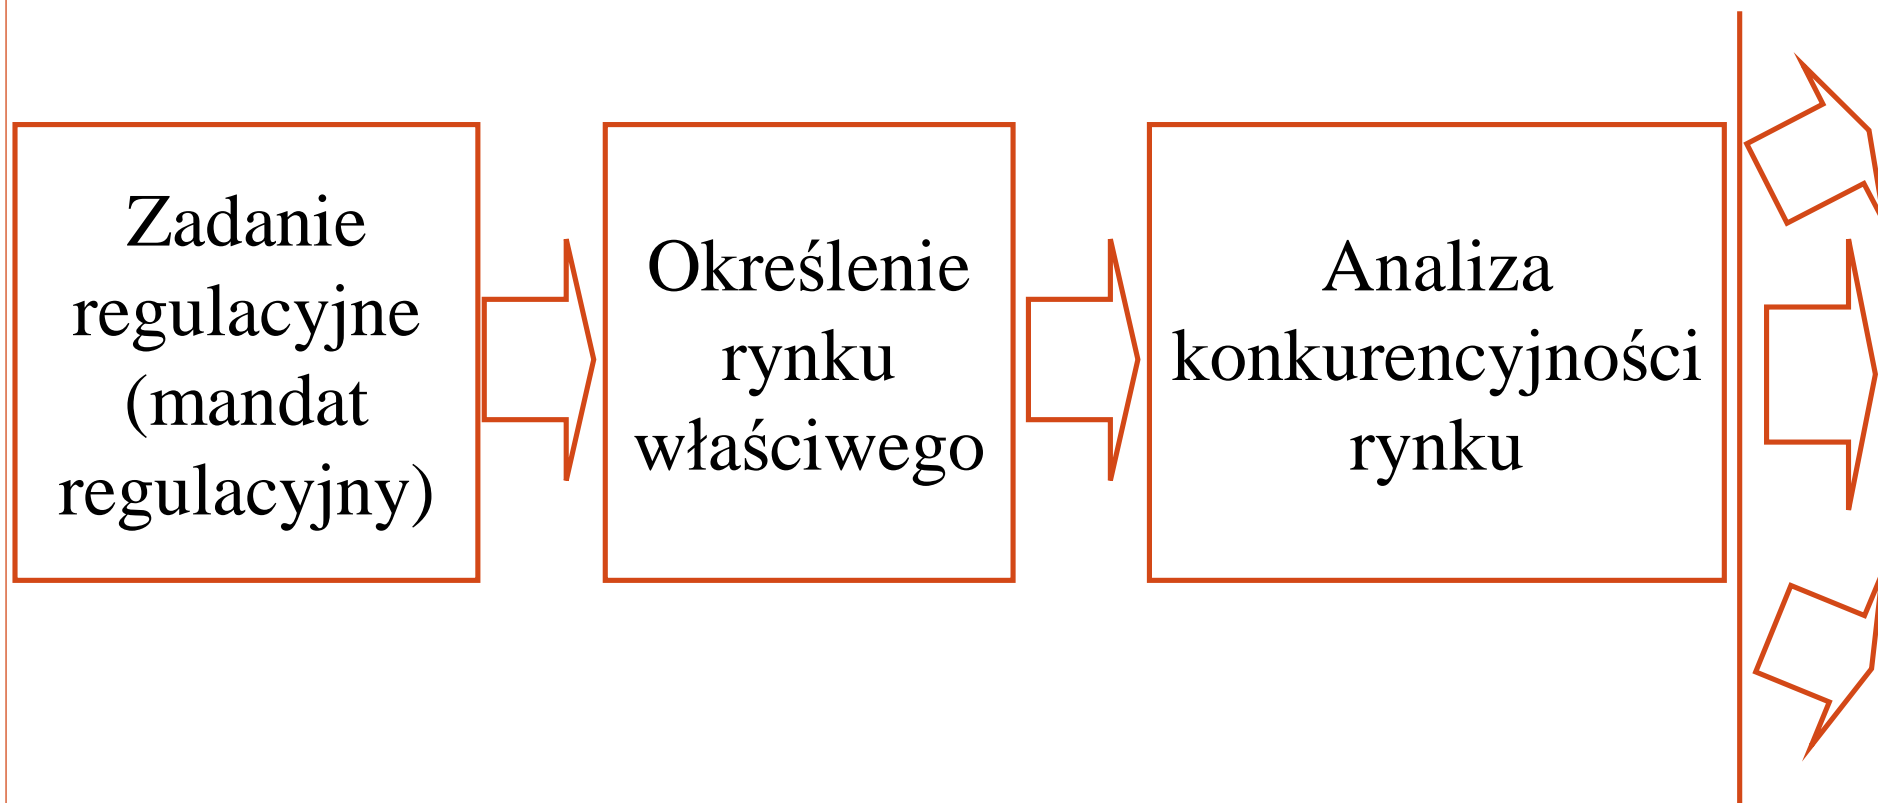 Zadanie
regulacyjne
(mandat
regulacyjny)
Określenie
rynku
właściwego
Analiza
konkurencyjności
rynku